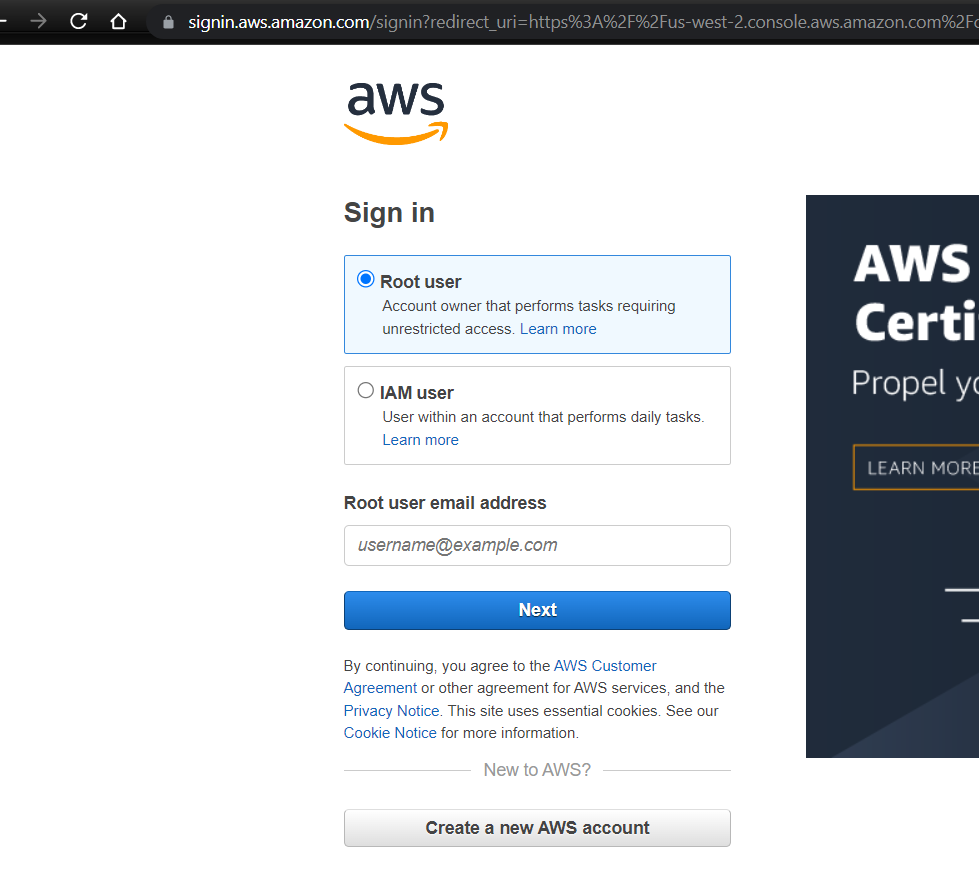 signin.aws.amazon.com/signin?redirect_uri=https%3A%2F%2Fus-west-2.console.aws.amazon.com%2F
aws
Sign in
Root user
Account owner that performs tasks requiring
unrestricted access. Learn more
IAM user
User within an account that performs daily tasks.
Learn more
Root user email address
username@example.com
Next
By continuing, you agree to the AWS Customer
Agreement or other agreement for AWS services, and the
Privacy Notice. This site uses essential cookies. See our
Cookie Notice for more information.
New to AWS?
Create a new AWS account
AWS
Certi
Propel yo
LEARN MORE